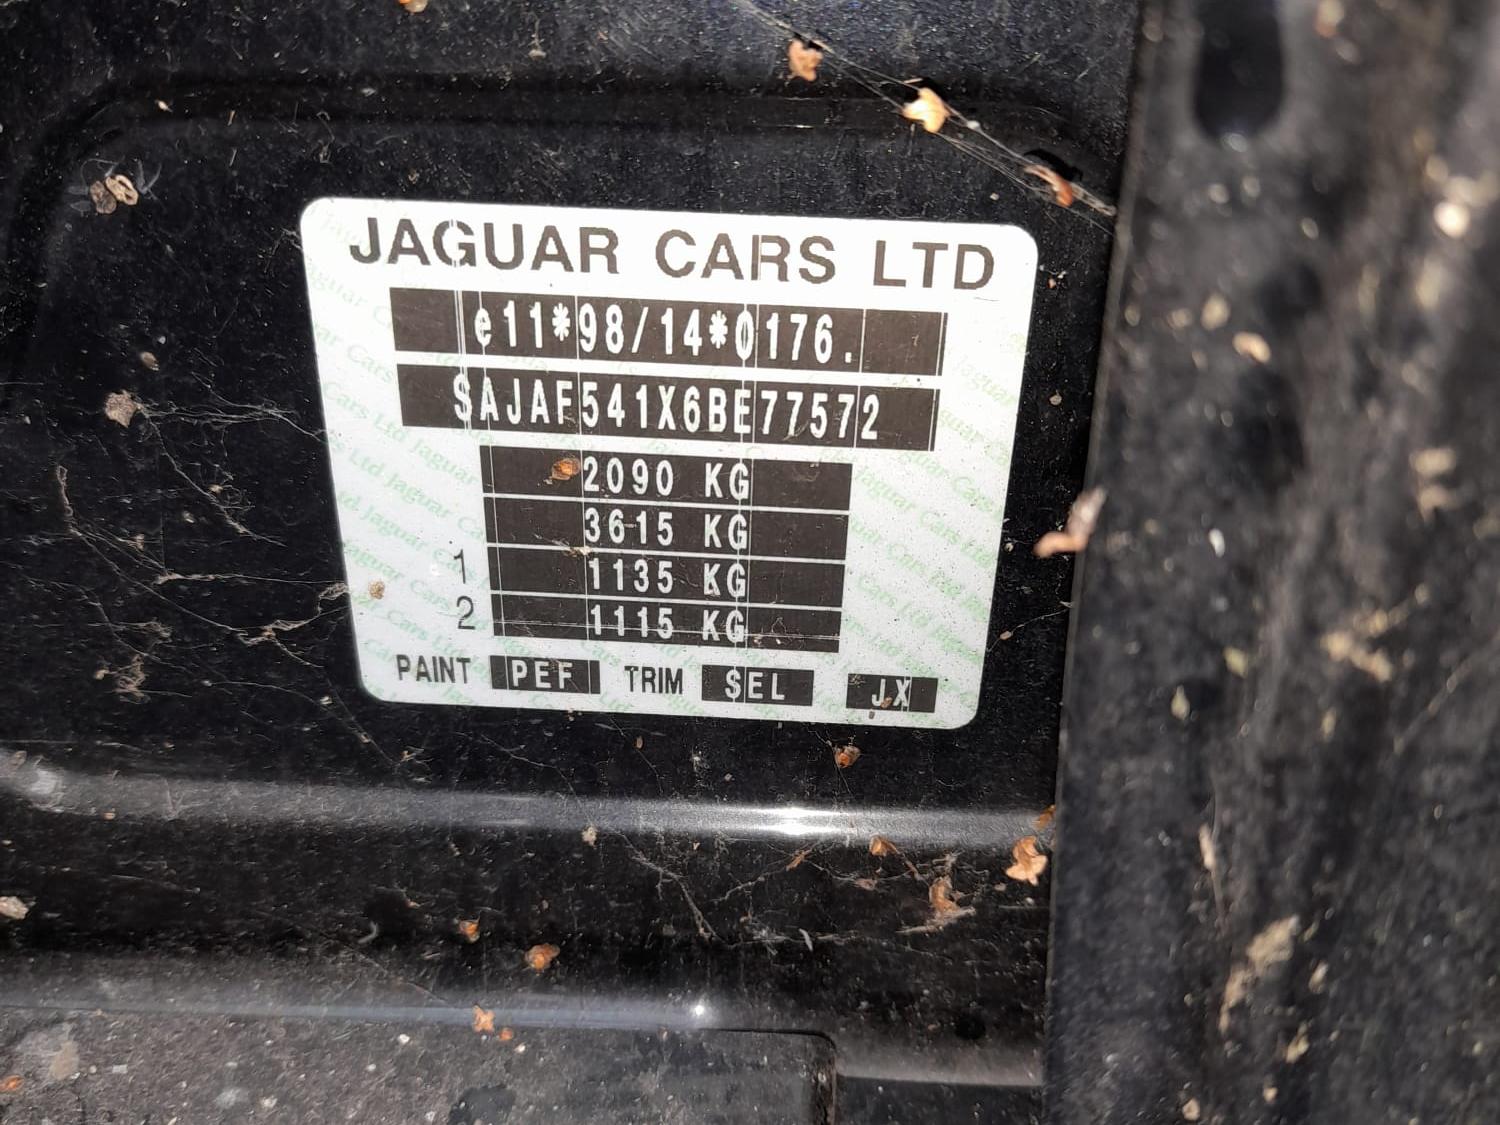 JAGUAR CARS LTD
e11*98/14*0176.
SAJAF541X6BE77572
2090 KG
3615 KG
1 1135 KG
2 1115 KG
PAINT PEF TRIM SEL JX